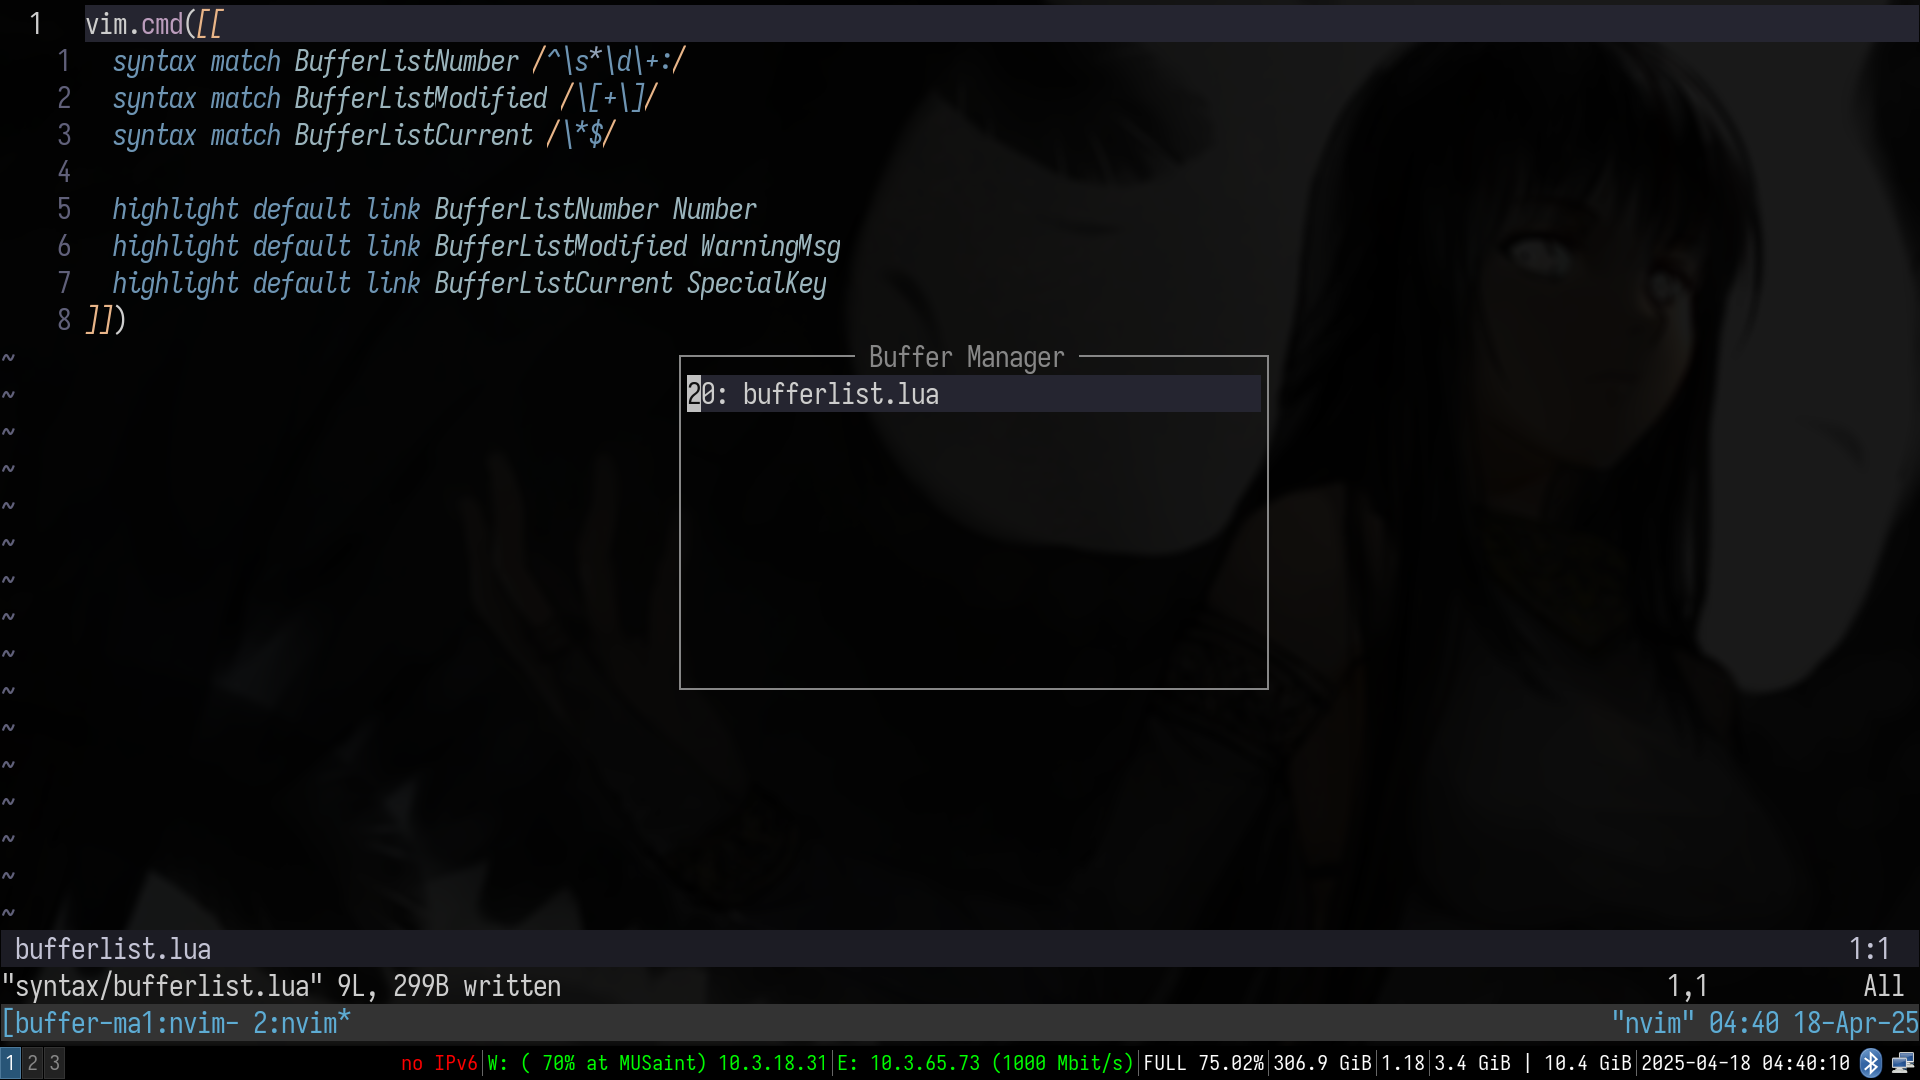 1 vim.cmd([[
1 syntax match BufferListNumber /^\s*\d\+:/
2 syntax match BufferListModified /\[+\]/
3 syntax match BufferListCurrent /\*$/
4
5 highlight default link BufferListNumber Number
6 highlight default link BufferListModified WarningMsg
7 highlight default link BufferListCurrent SpecialKey
8 ]])
~
Buffer Manager
~
20: bufferlist.lua
~
~
~
~
~
~
~
~
~
~
~
~
~
~
bufferlist.lua 1:1
"syntax/bufferlist.lua" 9L, 299B written 1,1 All
[buffer-ma1:nvim- 2:nvim* "nvim" 04:40 18-Apr-25
1 2 3 no IPv6|W: ( 70% at MUSaint) 10.3.18.31|E: 10.3.65.73 (1000 Mbit/s)|FULL 75.02%|306.9 GiB|1.18|3.4 GiB | 10.4 GiB|2025-04-18 04:40:10